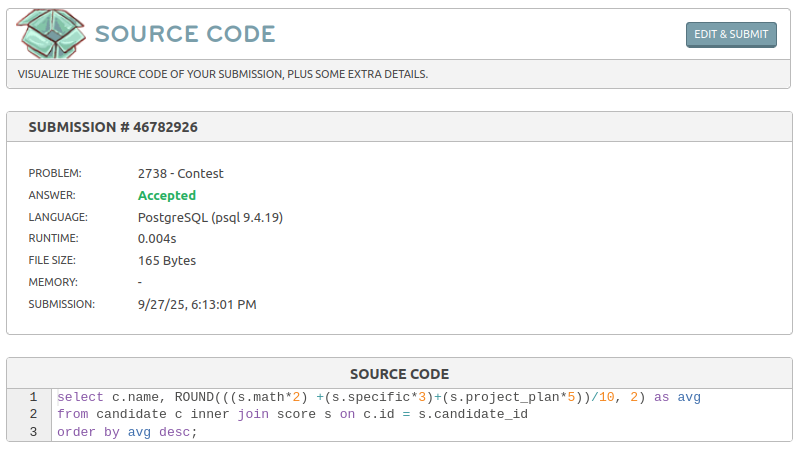 SOURCE CODE
EDIT & SUBMIT
VISUALIZE THE SOURCE CODE OF YOUR SUBMISSION, PLUS SOME EXTRA DETAILS.
SUBMISSION # 46782926
PROBLEM: 2738 - Contest
ANSWER: Accepted
LANGUAGE: PostgreSQL (psql 9.4.19)
RUNTIME: 0.004s
FILE SIZE: 165 Bytes
MEMORY: -
SUBMISSION: 9/27/25, 6:13:01 PM
SOURCE CODE
1 select c.name, ROUND(((s.math*2) +(s.specific*3)+(s.project_plan*5))/10, 2) as avg
2 from candidate c inner join score s on c.id = s.candidate_id
3 order by avg desc;